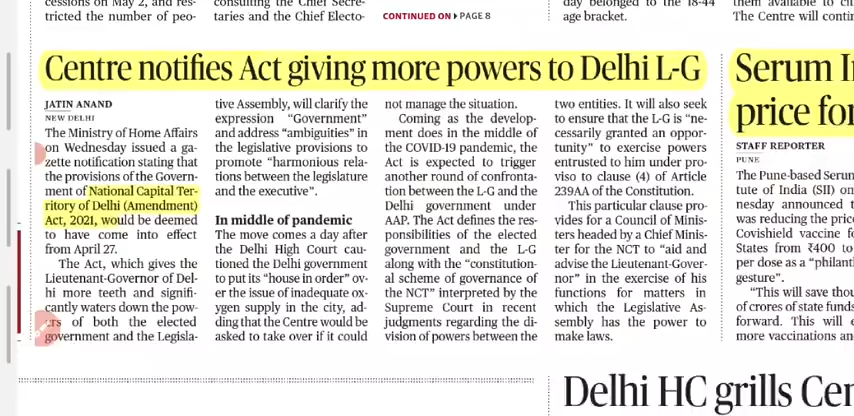 cessions on May 2, and res-
tricted the number of peo-
consulting the Chief Secre-
taries and the Chief Electo-
CONTINUED ON PAGE 8
day belonged to the 18-44
age bracket.
them available to
The Centre will contin
Centre notifies Act giving more powers to Delhi L-G
JATIN ANAND
NEW DELHI
The Ministry of Home Affairs
on Wednesday issued a ga-
zette notification stating that
the provisions of the Govern-
ment of National Capital Ter-
ritory of Delhi (Amendment)
Act, 2021, would be deemed
to have come into effect
from April 27.
The Act, which gives the
Lieutenant-Governor of Del-
hi more teeth and signifi-
cantly waters down the pow-
ers of both the elected
government and the Legisla-
tive Assembly, will clarify the
expression “Government”
and address “ambiguities” in
the legislative provisions to
promote “harmonious rela-
tions between the legislature
and the executive”.
In middle of pandemic
The move comes a day after
the Delhi High Court cau-
tioned the Delhi government
to put its “house in order” ov-
er the issue of inadequate ox-
ygen supply in the city, ad-
ding that the Centre would be
asked to take over if it could
not manage the situation.
Coming as the develop-
ment does in the middle of
the COVID-19 pandemic, the
Act is expected to trigger
another round of confronta-
tion between the L-G and the
Delhi government under
AAP. The Act defines the res-
ponsibilities of the elected
government and the L-G
along with the “constitution-
al scheme of governance of
the NCT” interpreted by the
Supreme Court in recent
judgments regarding the di-
vision of powers between the
two entities. It will also seek
to ensure that the L-G is “ne-
cessarily granted an oppor-
tunity” to exercise powers
entrusted to him under pro-
viso to clause (4) of Article
239AA of the Constitution.
This particular clause pro-
vides for a Council of Minis-
ters headed by a Chief Minis-
ter for the NCT to “aid and
advise the Lieutenant-Gover-
nor” in the exercise of his
functions for matters in
which the Legislative As-
sembly has the power to
make laws.
Serum I
price for
STAFF REPORTER
PUNE
The Pune-based Serum
tute of India (SII) on
nesday announced
was reducing the price
Covishield vaccine
States from ₹400 to
per dose as a “philant
gesture”.
“This will save thou
of crores of state funds
forward. This will
more vaccinations an
Delhi HC grills Cen